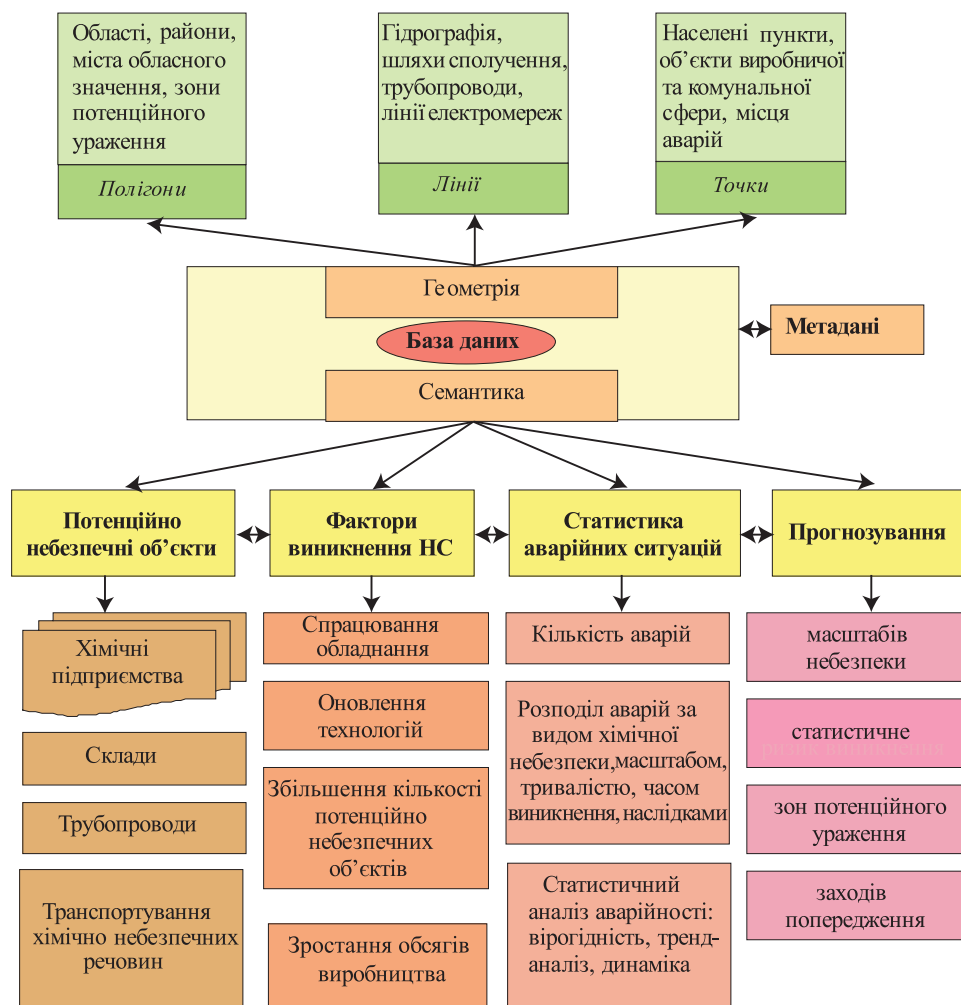 Області, райони,
міста обласного
значення, зони
потенційного
ураження
Полігони
Гідрографія,
шляхи сполучення,
трубопроводи,
лінії електромереж
Лінії
Населені пункти,
об’єкти виробничої
та комунальної
сфери, місця
аварій
Точки
Геометрія
База даних
Семантика
Метадані
Потенційно
небезпечні об’єкти
Фактори
виникнення НС
Статистика
аварійних ситуацій
Прогнозування
Хімічні
підприємства
Склади
Трубопроводи
Транспортування
хімічно небезпечних
речовин
Спрацювання
обладнання
Оновлення
технологій
Збільшення кількості
потенційно
небезпечних
об’єктів
Зростання обсягів
виробництва
Кількість аварій
Розподіл аварій за
видом хімічної
небезпеки, масштабом,
тривалістю, часом
виникнення, наслідками
Статистичний
аналіз аварійності:
вірогідність, тренд-
аналіз, динаміка
масштабів
небезпеки
статистичне
зон потенційного
ураження
заходів
попередження